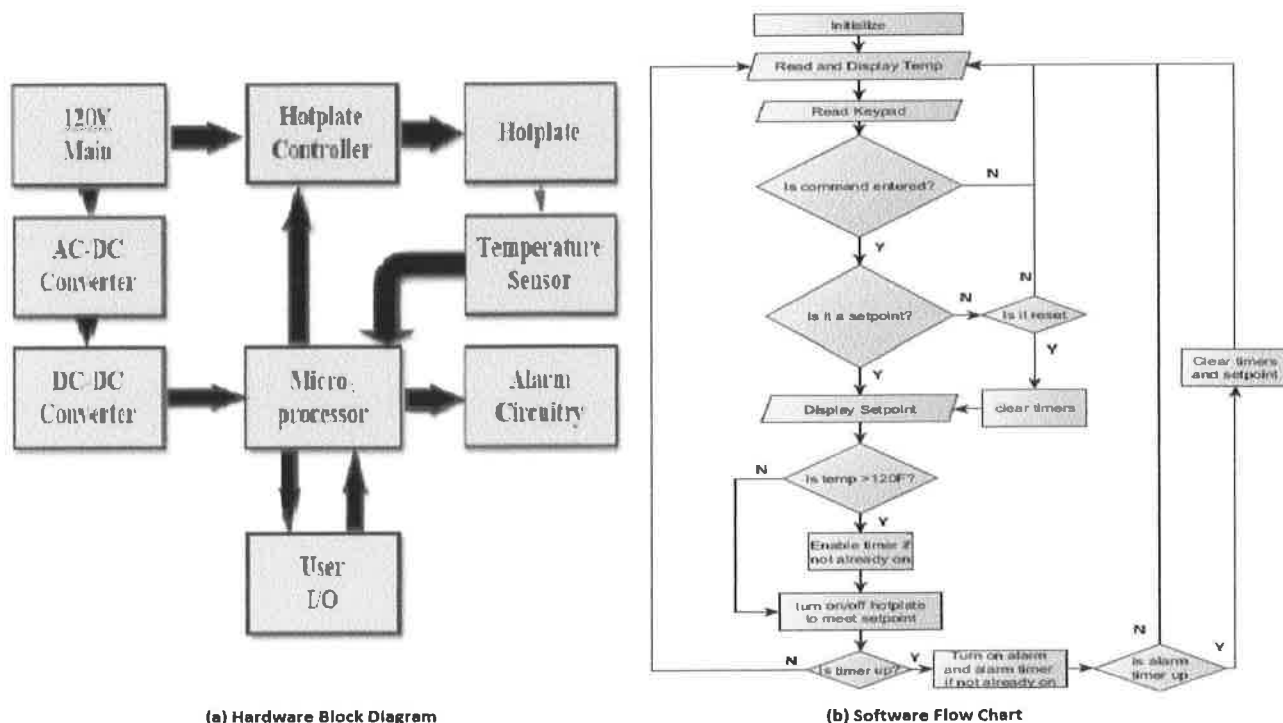 120V
Main
Hotplate
Controller
Hotplate
AC-DC
Converter
Temperature
Sensor
DC-DC
Converter
Micro-
processor
Alarm
Circuitry
User
I/O
(a) Hardware Block Diagram
Initialize
Read and Display Temp
Read Keypad
Is command entered?
N
Y
Is it a setpoint?
N
Is it reset
N
Y
Y
Clear timers
and setpoint
Display Setpoint
clear timers
N
Is temp >120F?
Y
Enable timer if
not already on
turn on/off hotplate
to meet setpoint
N
Is timer up?
Y
Turn on alarm
and alarm timer
if not already on
N
Is alarm
timer up
Y
(b) Software Flow Chart